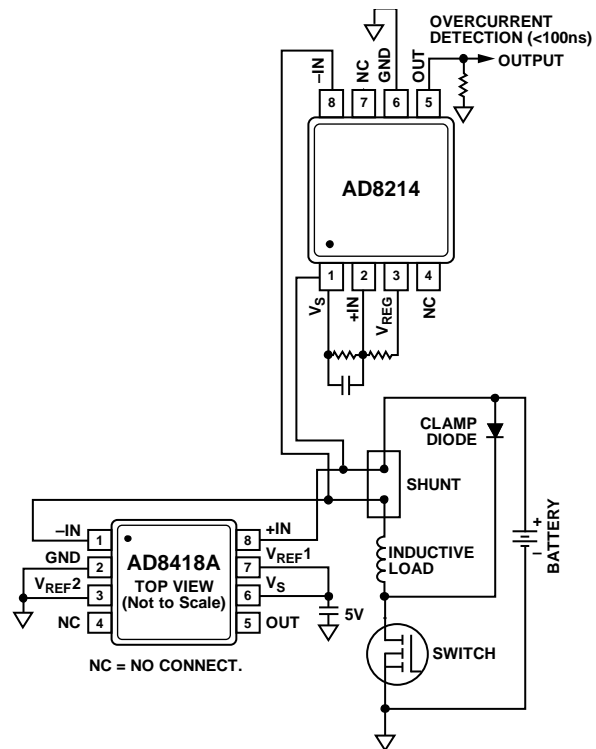 OVERCURRENT
DETECTION (<100ns)
OUTPUT
–IN
NC
GND
OUT
8
7
6
5
AD8214
1
2
3
4
VS
+IN
VREG
NC
CLAMP
DIODE
SHUNT
INDUCTIVE
LOAD
BATTERY
+
–
SWITCH
–IN
GND
VREF2
NC
1
2
3
4
AD8418A
TOP VIEW
(Not to Scale)
8
7
6
5
+IN
VREF1
VS
OUT
5V
NC = NO CONNECT.